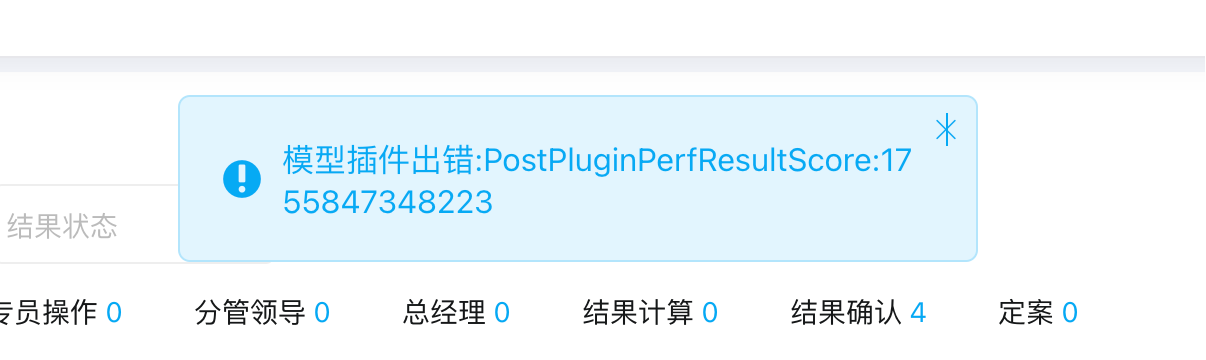 模型插件出错:PostPluginPerfResultScore:17
55847348223
结果状态
专员操作 0 分管领导 0 总经理 0 结果计算 0 结果确认 4 定案 0